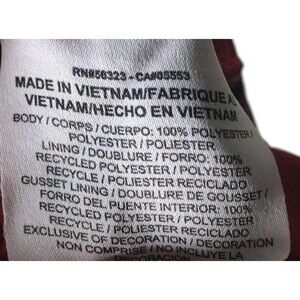 RN#56323 - CA#05553
MADE IN VIETNAM/FABRIQUE A
VIETNAM/HECHO EN VIETNAM
BODY / CORPS / CUERPO: 100% POLYESTER /
POLYESTER / POLIESTER
LINING / DOUBLURE / FORRO: 100%
RECYCLED POLYESTER / POLYESTER
RECYCLE / POLIESTER RECICLADO
GUSSET LINING / DOUBLURE DE GOUSSET /
FORRO DEL PUENTE INTERIOR: 100%
RECYCLED POLYESTER / POLYESTER
RECYCLE / POLIESTER RECICLADO
EXCLUSIVE OF DECORATION / DECORATION
NON COMPRISE / NO INCLUYE LA
DECORACION